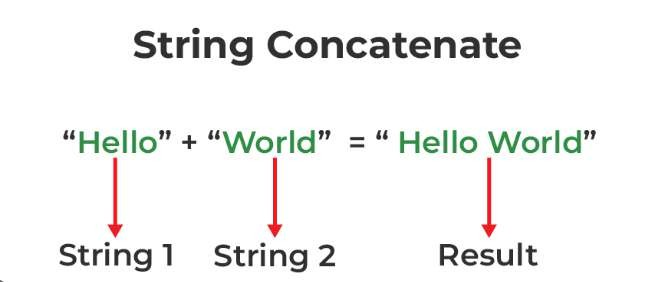 String Concatenate
“Hello” + “World” = “ Hello World”
String 1 String 2 Result